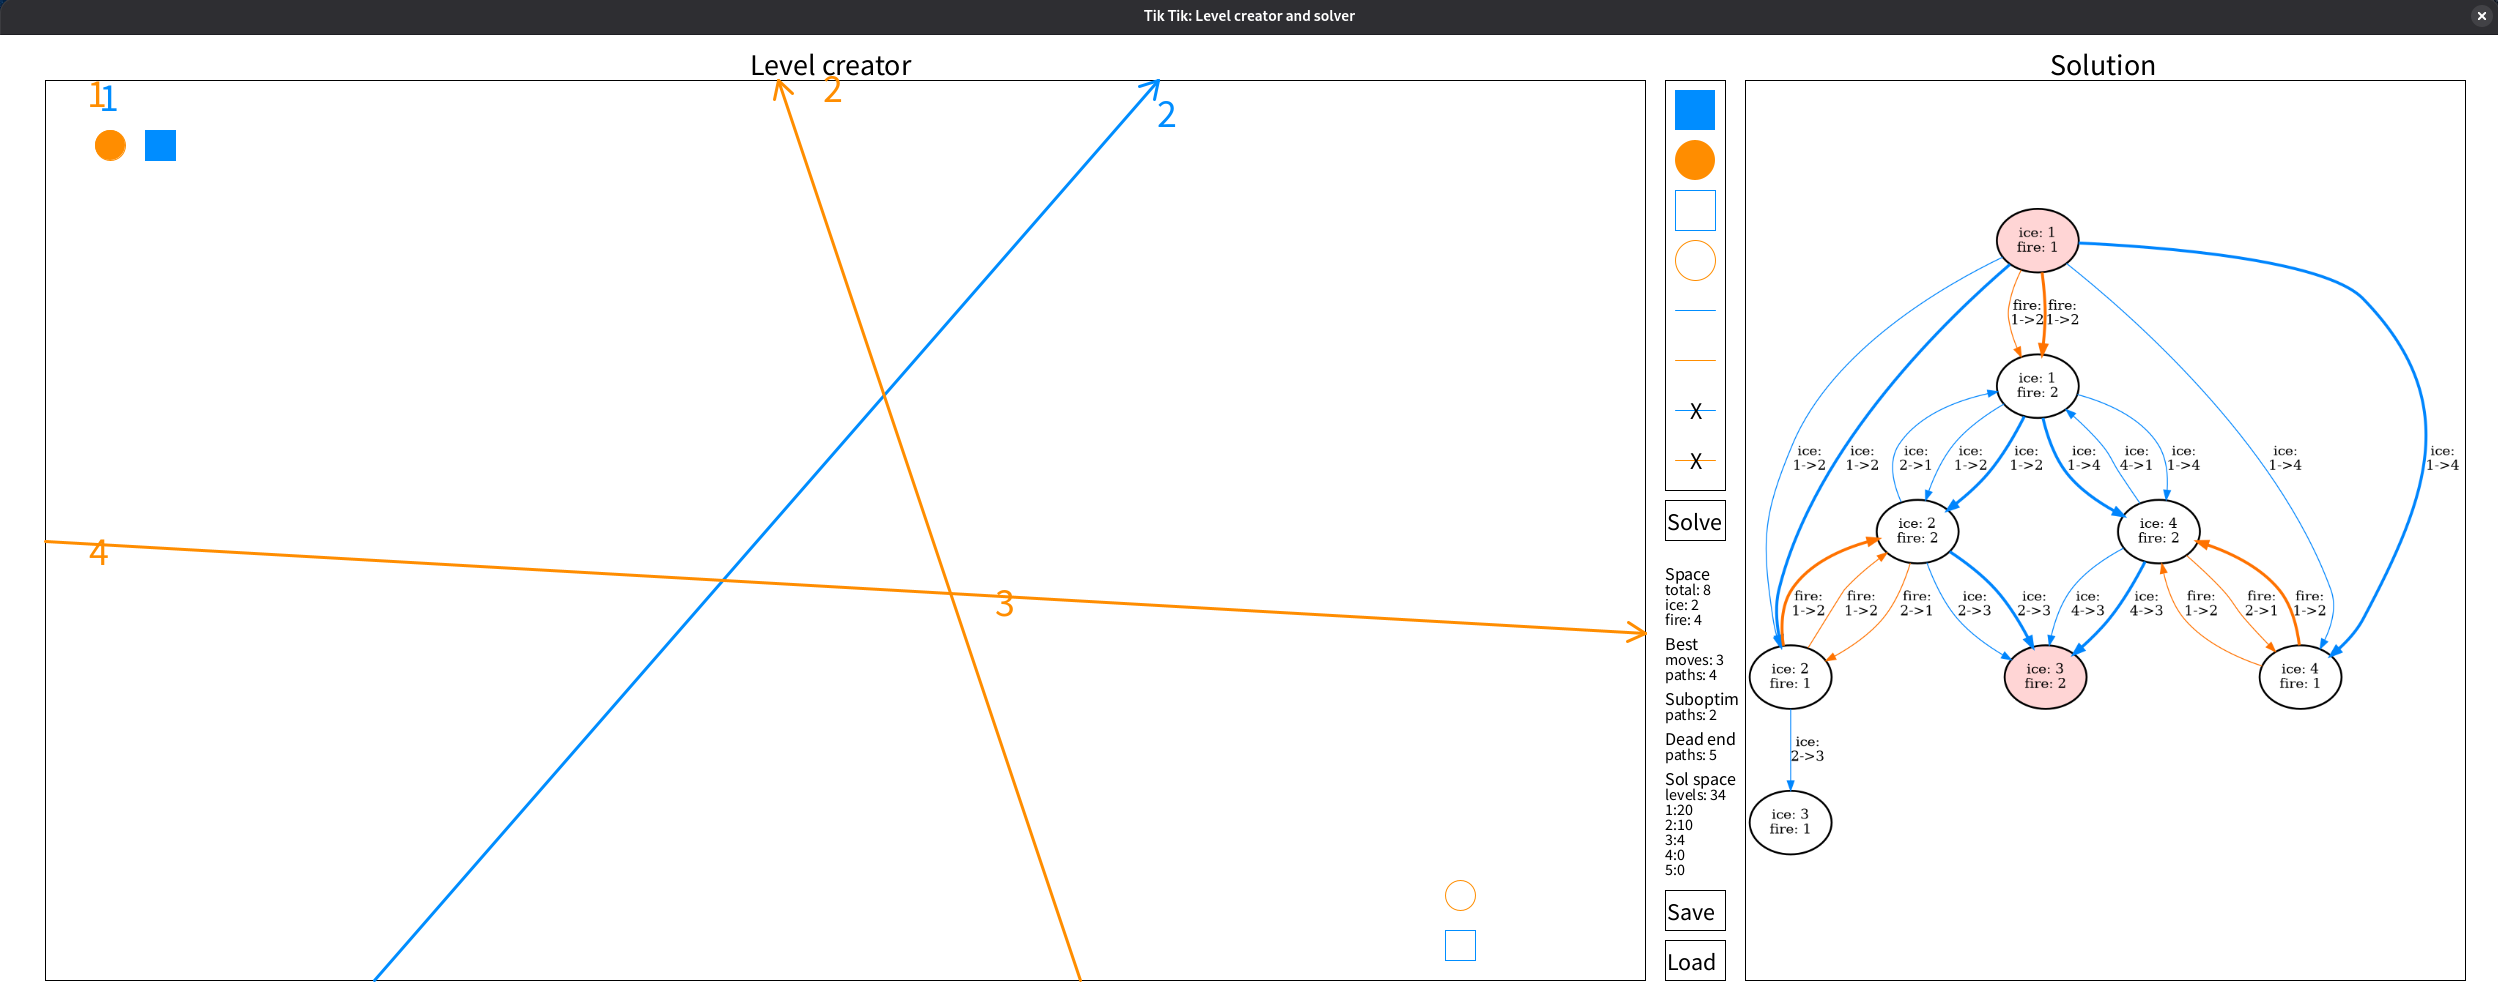 Tik Tik: Level creator and solver
Level creator
Solution
1
1
2
2
4
3
X
X
Solve
Space
total: 8
ice: 2
fire: 4
Best
moves: 3
paths: 4
Suboptim
paths: 2
Dead end
paths: 5
Sol space
levels: 34
1:20
2:10
3:4
4:0
5:0
Save
Load
ice: 1
fire: 1
fire:
1->2
fire:
1->2
ice: 1
fire: 2
ice:
1->2
ice:
1->2
ice:
2->1
ice:
1->2
ice:
1->2
ice:
1->4
ice:
4->1
ice:
1->4
ice:
1->4
ice:
1->4
ice: 2
fire: 2
ice: 4
fire: 2
fire:
1->2
fire:
1->2
fire:
2->1
ice:
2->3
ice:
2->3
ice:
4->3
ice:
4->3
fire:
1->2
fire:
2->1
fire:
1->2
ice: 2
fire: 1
ice: 3
fire: 2
ice: 4
fire: 1
ice:
2->3
ice: 3
fire: 1